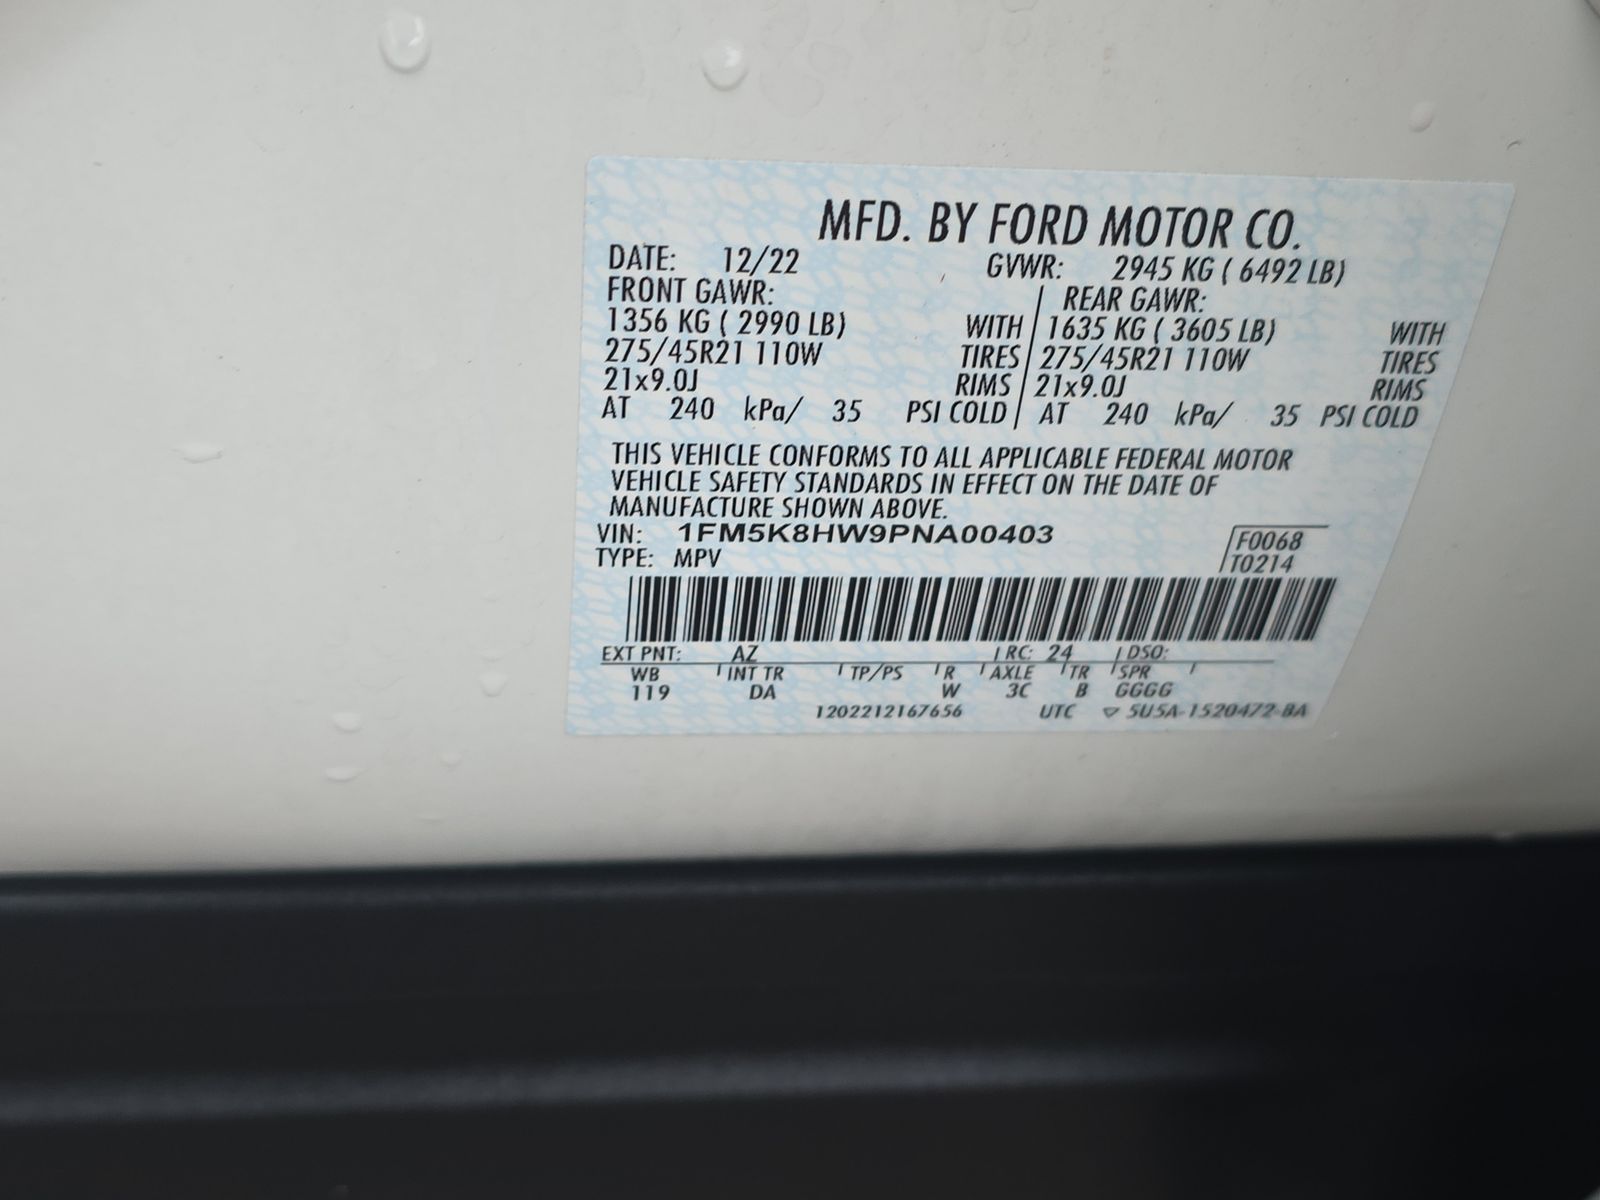 MFD. BY FORD MOTOR CO.
DATE: 12/22 GVWR: 2945 KG ( 6492 LB)
FRONT GAWR: REAR GAWR:
1356 KG ( 2990 LB) WITH 1635 KG ( 3605 LB) WITH
275/45R21 110W TIRES 275/45R21 110W TIRES
21x9.0J RIMS 21x9.0J RIMS
AT 240 kPa/ 35 PSI COLD AT 240 kPa/ 35 PSI COLD
THIS VEHICLE CONFORMS TO ALL APPLICABLE FEDERAL MOTOR
VEHICLE SAFETY STANDARDS IN EFFECT ON THE DATE OF
MANUFACTURE SHOWN ABOVE.
VIN: 1FM5K8HW9PNA00403 F0068
TYPE: MPV T0214
EXT PNT: AZ RC: 24 DSO:
WB INT TR TP/PS R AXLE TR SPR
119 DA W 3C B GGGG
1202212167656 UTC ▽ 5U5A-1520472-BA